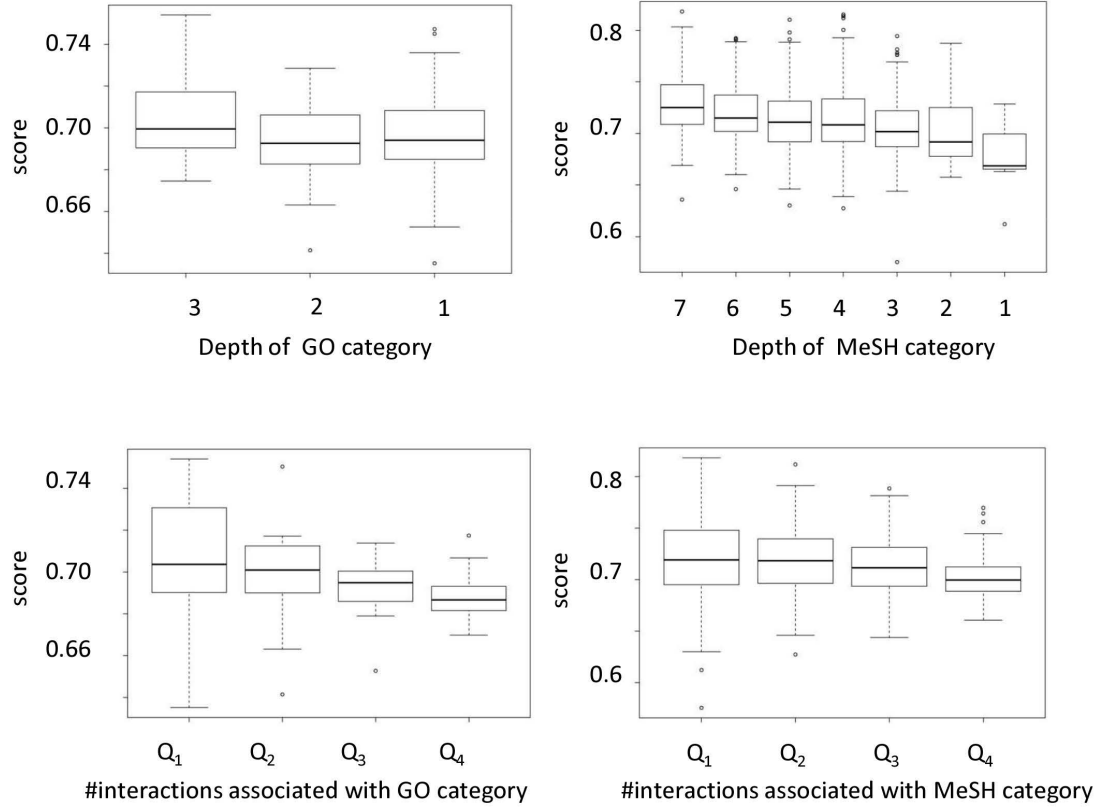 0.74
0.70
0.66
score
3 2 1
Depth of GO category
0.8
0.7
0.6
score
7 6 5 4 3 2 1
Depth of MeSH category
0.74
0.70
0.66
score
Q1 Q2 Q3 Q4
#interactions associated with GO category
0.8
0.7
0.6
score
Q1 Q2 Q3 Q4
#interactions associated with MeSH category